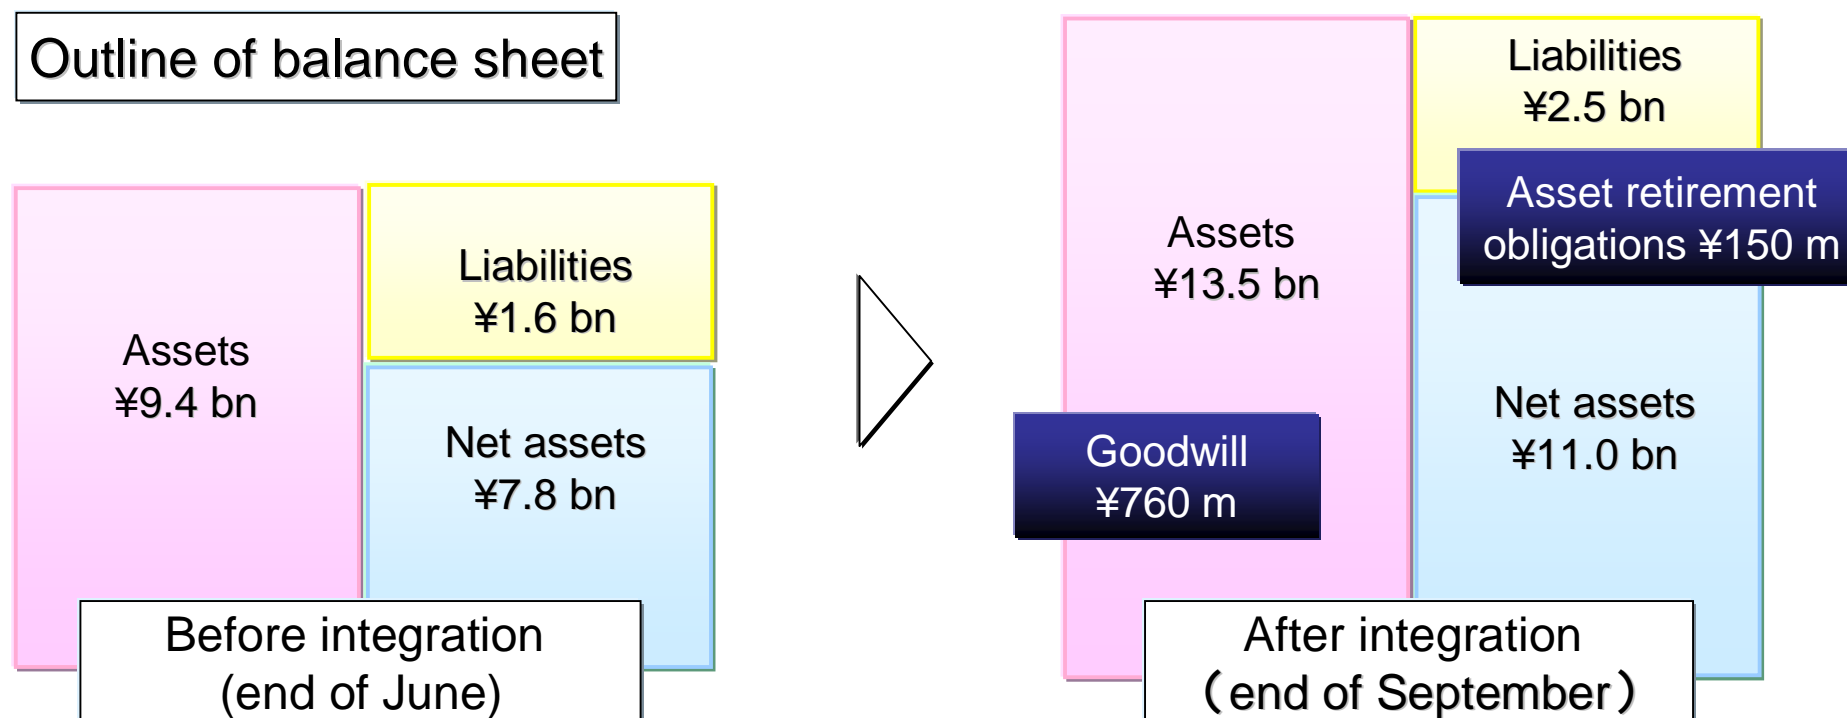 Outline of balance sheet
Assets
¥9.4 bn
Liabilities
¥1.6 bn
Net assets
¥7.8 bn
Before integration
(end of June)
Assets
¥13.5 bn
Goodwill
¥760 m
Liabilities
¥2.5 bn
Asset retirement
obligations ¥150 m
Net assets
¥11.0 bn
After integration
（end of September）